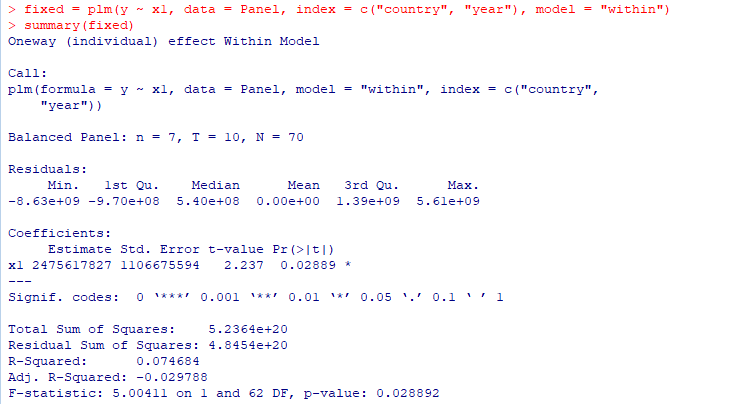 > fixed = plm(y ~ x1, data = Panel, index = c("country", "year"), model = "within")
> summary(fixed)
Oneway (individual) effect Within Model
Call:
plm(formula = y ~ x1, data = Panel, model = "within", index = c("country",
    "year"))
Balanced Panel: n = 7, T = 10, N = 70
Residuals:
     Min.   1st Qu.    Median      Mean   3rd Qu.      Max.
-8.63e+09 -9.70e+08  5.40e+08  0.00e+00  1.39e+09  5.61e+09
Coefficients:
     Estimate Std. Error t-value Pr(>|t|)
x1 2475617827 1106675594   2.237  0.02889 *
---
Signif. codes:  0 ‘***’ 0.001 ‘**’ 0.01 ‘*’ 0.05 ‘.’ 0.1 ‘ ’ 1
Total Sum of Squares:    5.2364e+20
Residual Sum of Squares: 4.8454e+20
R-Squared:      0.074684
Adj. R-Squared: -0.029788
F-statistic: 5.00411 on 1 and 62 DF, p-value: 0.028892